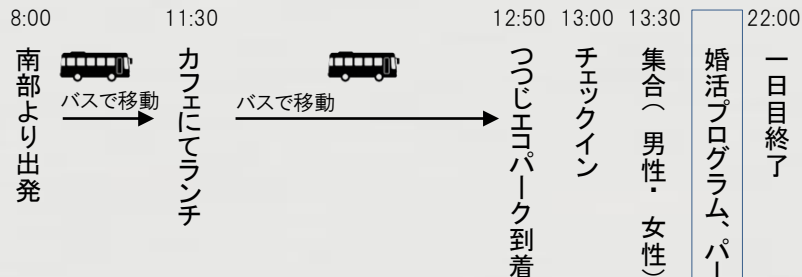 8:00
南部より出発
バスで移動
11:30
カフェにてランチ
バスで移動
12:50
つつじエコパーク到着
13:00
チェックイン
13:30
集合（男性・女性）
婚活プログラム、パー
22:00
一日目終了